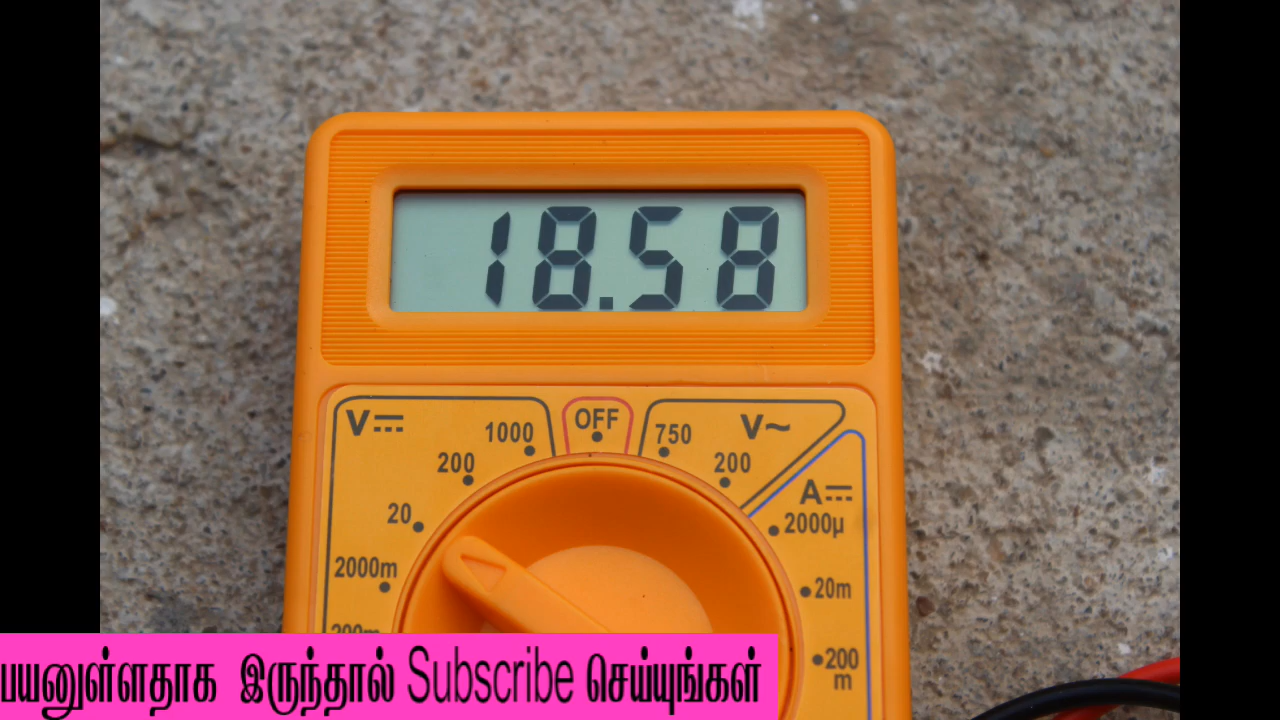 18.58
V⎓
1000
OFF
750
V~
200
200
A⎓
20
2000µ
2000m
20m
200
m
பயனுள்ளதாக இருந்தால் Subscribe செய்யுங்கள்